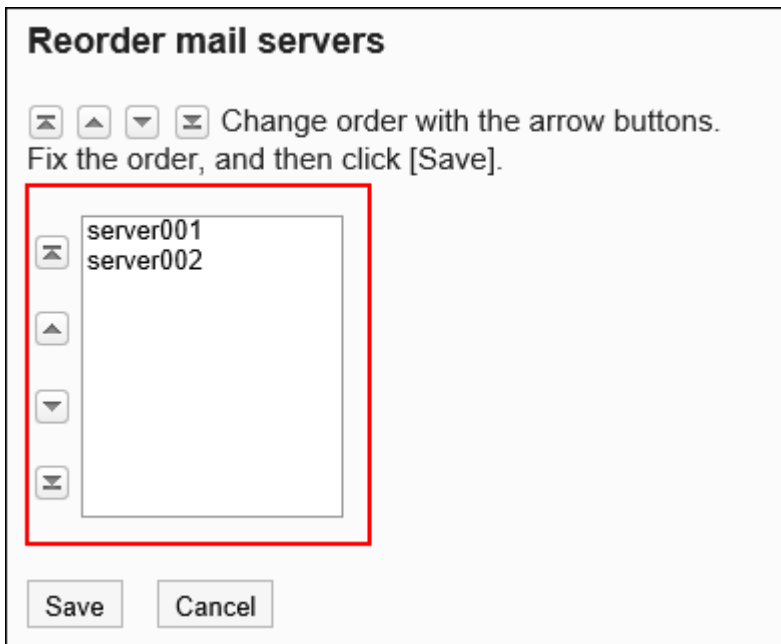 Reorder mail servers
Change order with the arrow buttons.
Fix the order, and then click [Save].
server001
server002
Save
Cancel